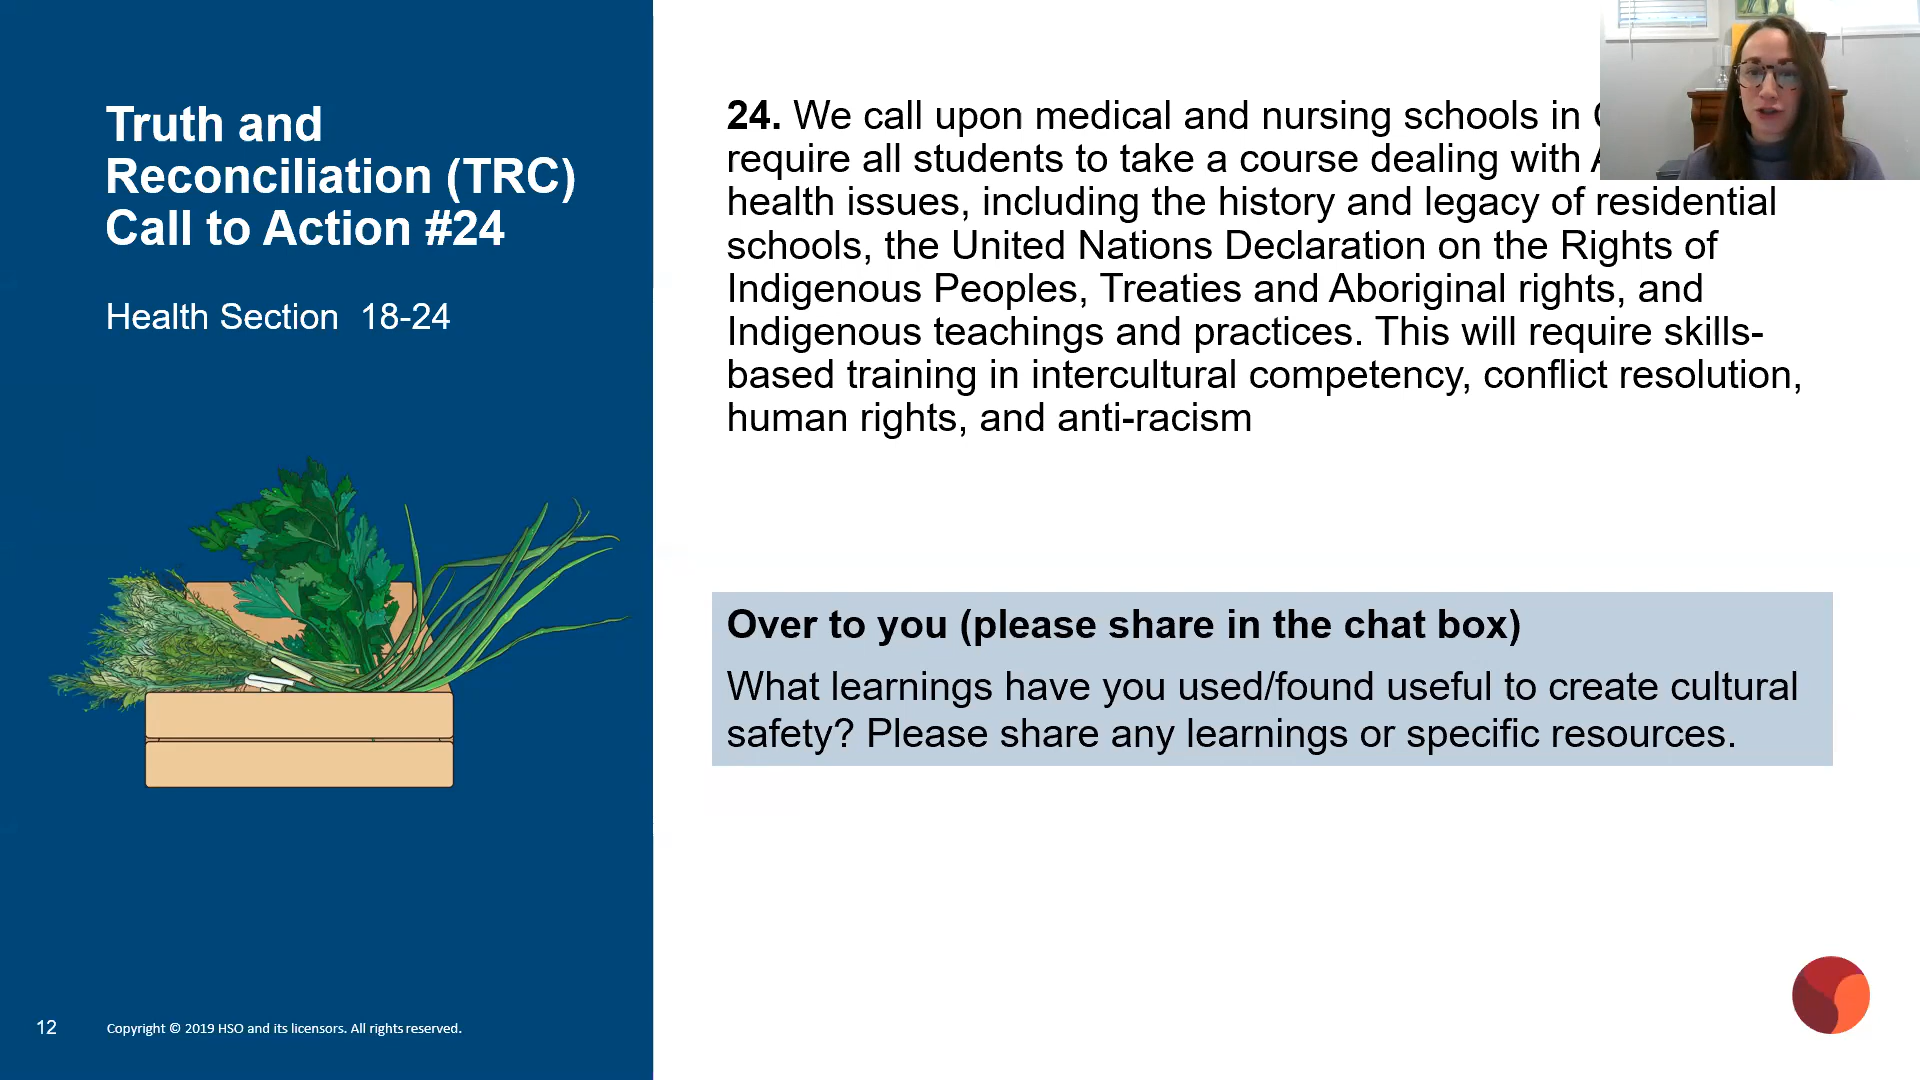 Truth and
Reconciliation (TRC)
Call to Action #24
Health Section 18-24
24. We call upon medical and nursing schools in
require all students to take a course dealing with
health issues, including the history and legacy of residential
schools, the United Nations Declaration on the Rights of
Indigenous Peoples, Treaties and Aboriginal rights, and
Indigenous teachings and practices. This will require skills-
based training in intercultural competency, conflict resolution,
human rights, and anti-racism
Over to you (please share in the chat box)
What learnings have you used/found useful to create cultural
safety? Please share any learnings or specific resources.
12
Copyright © 2019 HSO and its licensors. All rights reserved.